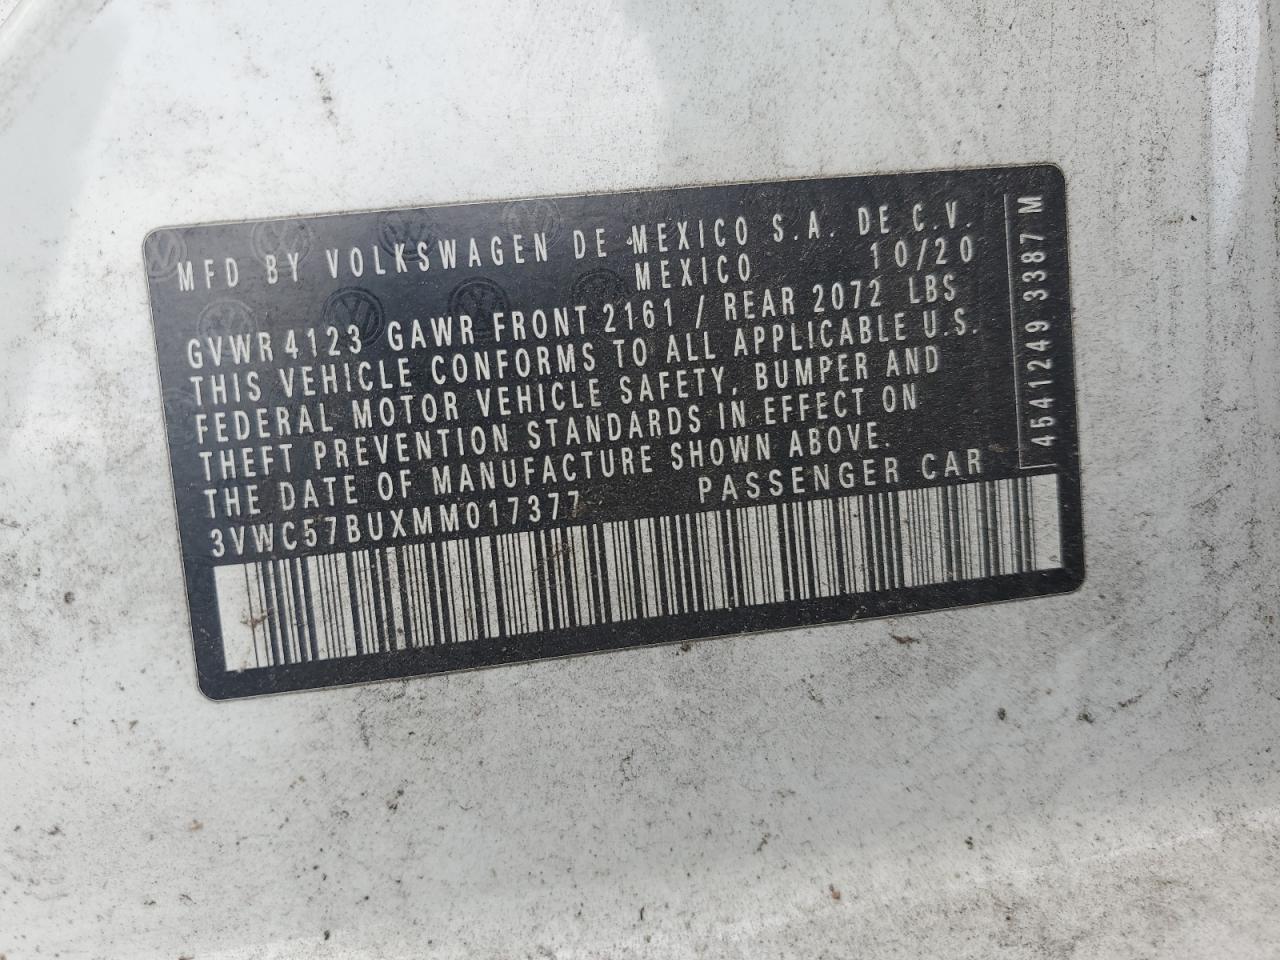 MFD BY VOLKSWAGEN DE MEXICO S.A. DE C.V.
MEXICO 10/20
GVWR 4123 GAWR FRONT 2161 / REAR 2072 LBS
THIS VEHICLE CONFORMS TO ALL APPLICABLE U.S.
FEDERAL MOTOR VEHICLE SAFETY, BUMPER AND
THEFT PREVENTION STANDARDS IN EFFECT ON
THE DATE OF MANUFACTURE SHOWN ABOVE.
3VWC57BUXMM017377 PASSENGER CAR
4541249 3387 M